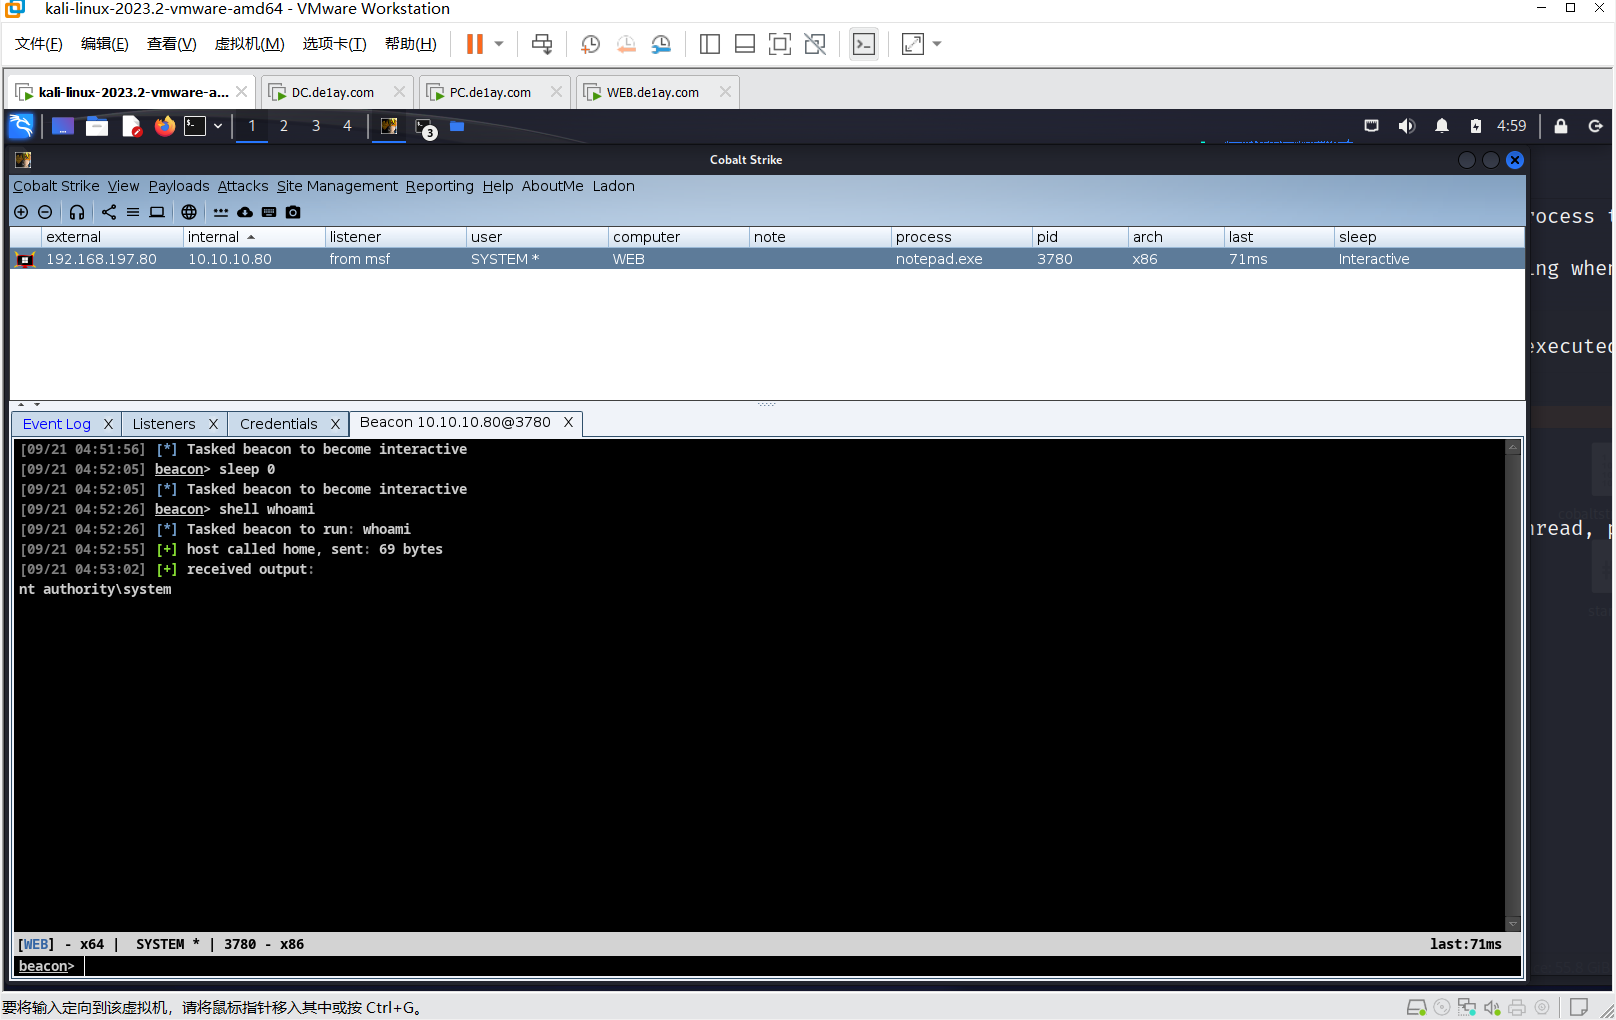 kali-linux-2023.2-vmware-amd64 - VMware Workstation
文件(F) 编辑(E) 查看(V) 虚拟机(M) 选项卡(T) 帮助(H)
kali-linux-2023.2-vmware-a... DC.de1ay.com PC.de1ay.com WEB.de1ay.com
1 2 3 4 3 4:59
Cobalt Strike
Cobalt Strike View Payloads Attacks Site Management Reporting Help AboutMe Ladon
external internal listener user computer note process pid arch last sleep
192.168.197.80 10.10.10.80 from msf SYSTEM * WEB notepad.exe 3780 x86 71ms Interactive
rocess
ing when
executed
Event Log X Listeners X Credentials X Beacon 10.10.10.80@3780 X
[09/21 04:51:56] [*] Tasked beacon to become interactive
[09/21 04:52:05] beacon> sleep 0
[09/21 04:52:05] [*] Tasked beacon to become interactive
[09/21 04:52:26] beacon> shell whoami
[09/21 04:52:26] [*] Tasked beacon to run: whoami
hread,
[09/21 04:52:55] [+] host called home, sent: 69 bytes
[09/21 04:53:02] [+] received output:
nt authority\system
[WEB] - x64 | SYSTEM * | 3780 - x86 last:71ms
beacon>
要将输入定向到该虚拟机，请将鼠标指针移入其中或按 Ctrl+G。